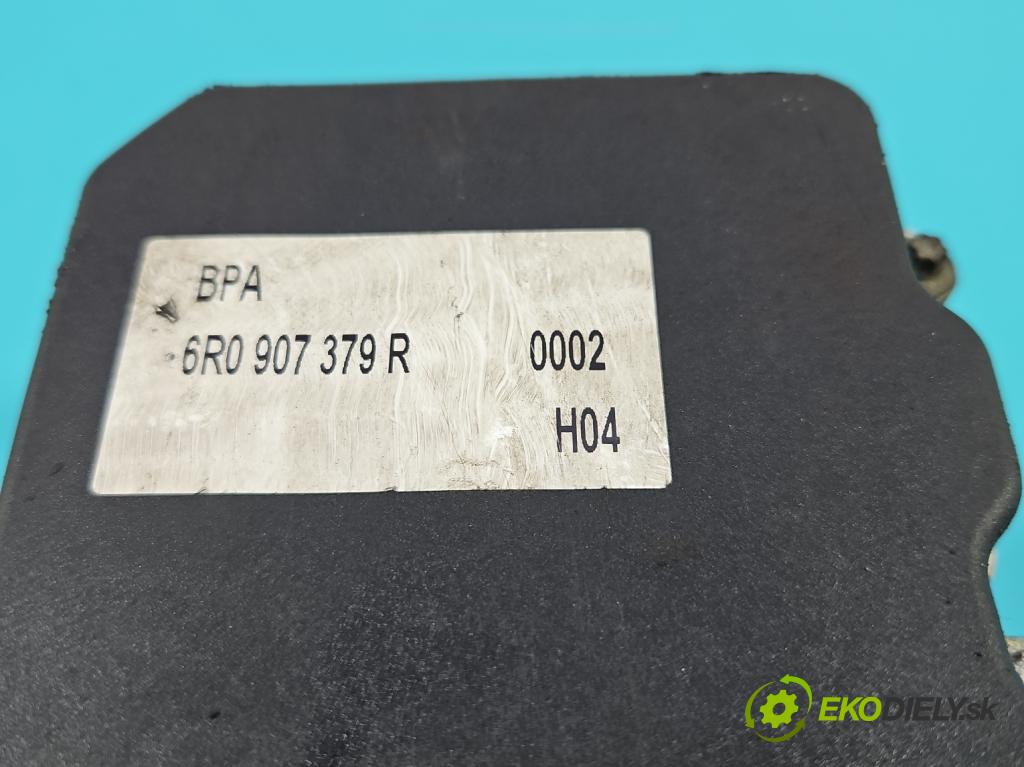 BPA
6R0 907 379 R 0002
H04
EKODIELY.sk